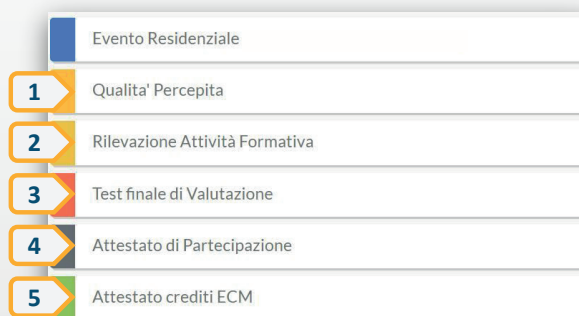 Evento Residenziale
1 Qualita' Percepita
2 Rilevazione Attività Formativa
3 Test finale di Valutazione
4 Attestato di Partecipazione
5 Attestato crediti ECM